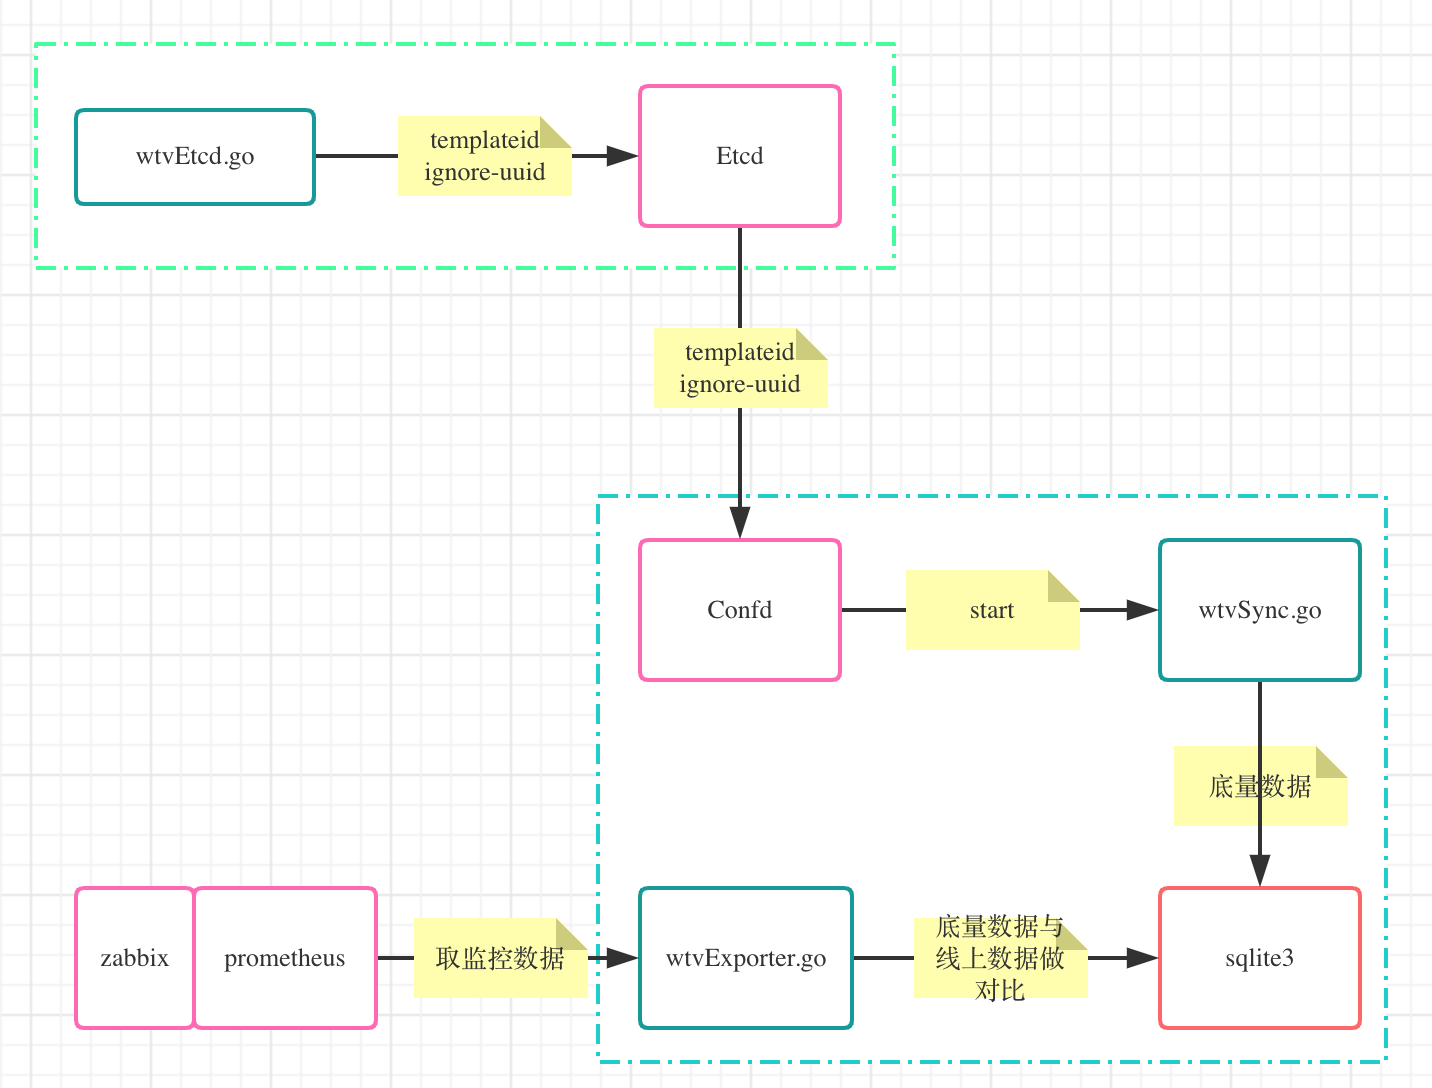 wtvEtcd.go
templateid
ignore-uuid
Etcd
templateid
ignore-uuid
Confd
start
wtvSync.go
底量数据
zabbix
prometheus
取监控数据
wtvExporter.go
底量数据与
线上数据做
对比
sqlite3